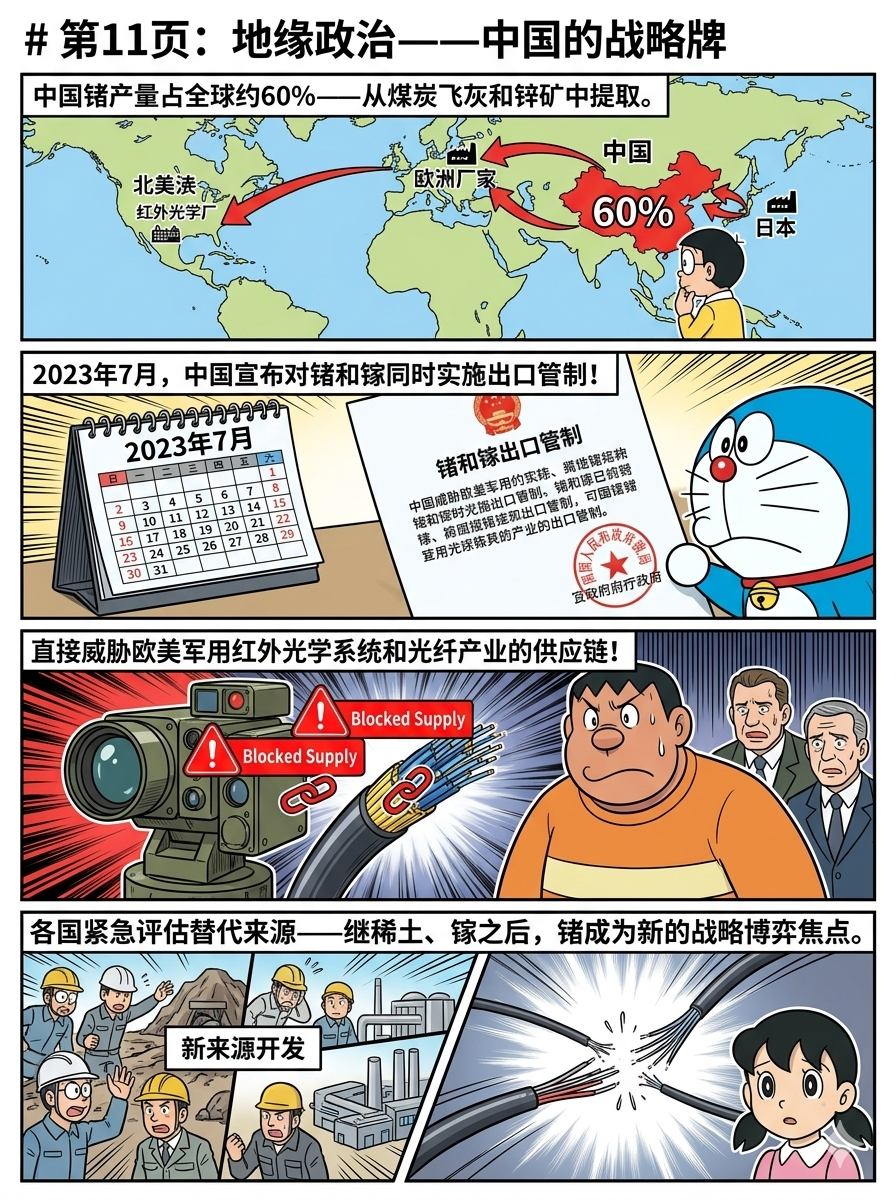 # 第11页：地缘政治——中国的战略牌
中国锗产量占全球约60%——从煤炭飞灰和锌矿中提取。
中国
北美洟
红外光学厂
欧洲厂家
60%
日本
2023年7月，中国宣布对锗和镓同时实施出口管制！
2023年7月
日 一 二 三 四 五 六
1
2 3 4 5 6 7 8
9 10 11 12 13 14 15
16 17 18 19 20 21 22
23 24 25 26 27 28 29
30 31
锗和镓出口管制
直接威胁欧美军用红外光学系统和光纤产业的供应链！
Blocked Supply
Blocked Supply
各国紧急评估替代来源——继稀土、镓之后，锗成为新的战略博弈焦点。
新来源开发